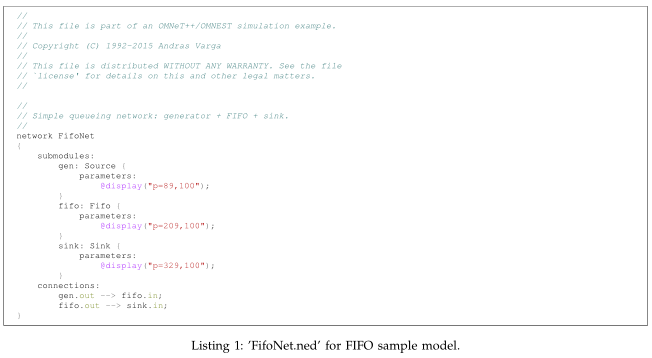 //
// This file is part of an OMNeT++/OMNEST simulation example.
//
// Copyright (C) 1992-2015 Andras Varga
//
// This file is distributed WITHOUT ANY WARRANTY. See the file
// `license' for details on this and other legal matters.
//

//
// Simple queueing network: generator + FIFO + sink.
//
network FifoNet
{
    submodules:
        gen: Source {
            parameters:
                @display("p=89,100");
        }
        fifo: Fifo {
            parameters:
                @display("p=209,100");
        }
        sink: Sink {
            parameters:
                @display("p=329,100");
        }
    connections:
        gen.out --> fifo.in;
        fifo.out --> sink.in;
}
Listing 1: 'FifoNet.ned' for FIFO sample model.